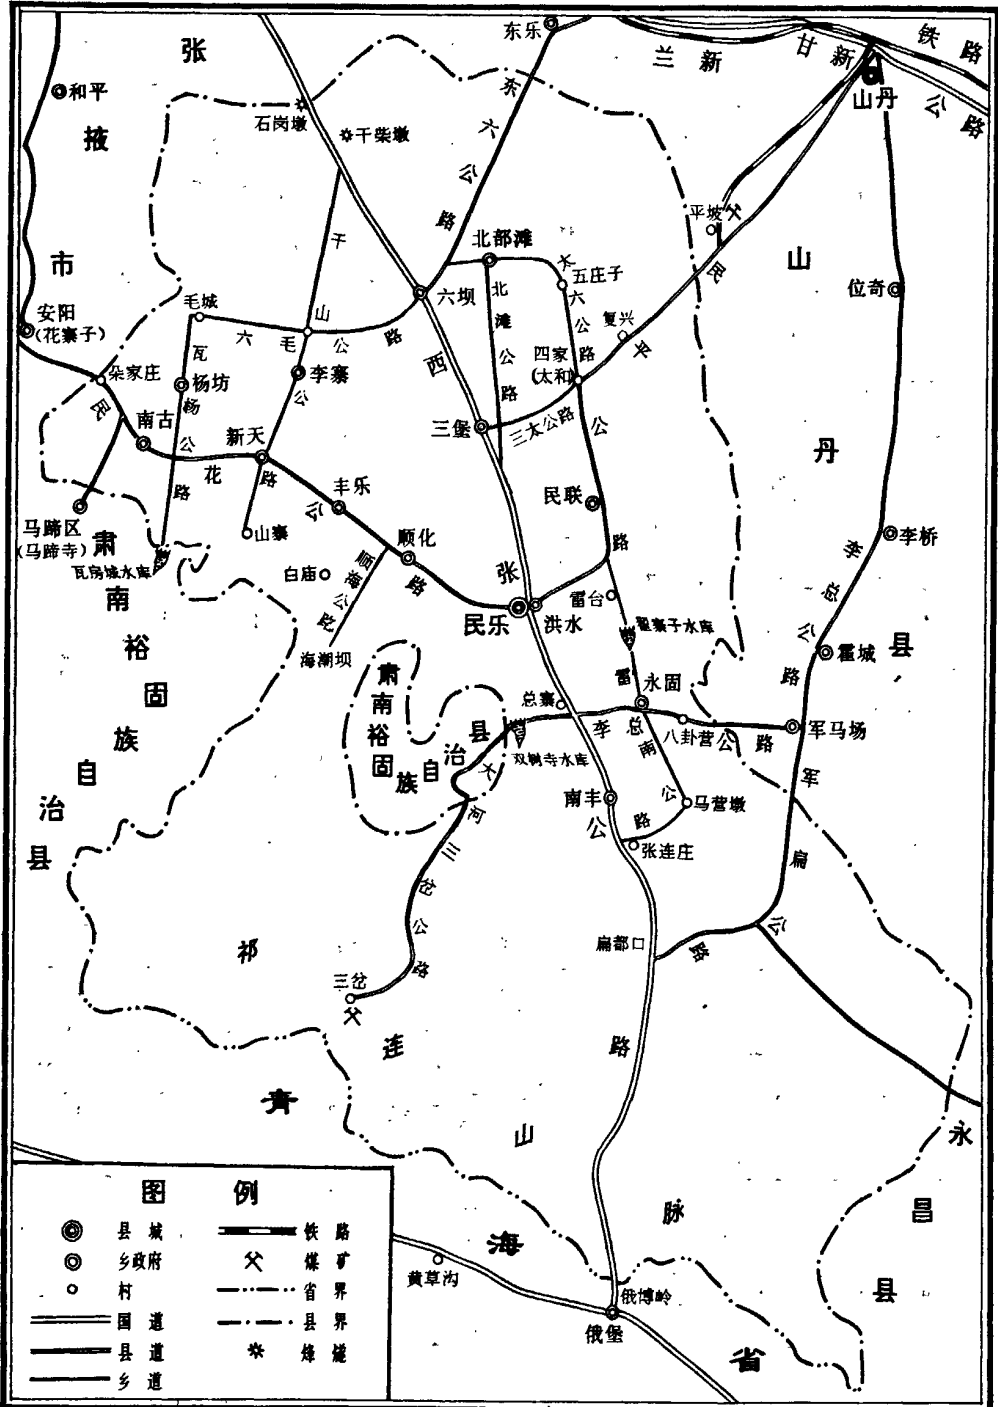 东乐
兰新铁路
甘新公路
张掖市
和平
石岗墩
干柴墩
东六公路
山丹
平坡
北部滩
五庄子
太六公路
六坝
北滩公路
复兴
民平公路
位奇
山丹县
安阳
(花寨子)
毛城
六毛公路
干山公路
瓦杨公路
朵家庄
杨坊
李寨
四家
(太和)
三堡
三太公路
南古
新天
民花公路
丰乐
民联
马蹄区
(马蹄寺)
瓦房城水库
山寨
顺化
顺海公路
白庙
海潮坝
李桥
张西公路
民乐
洪水
雷台
翟寨子水库
霍城
肃南裕固族自治县
肃南裕固族自治县
总寨
永固
李总公路
八卦营
军马场
双树寺水库
雷南公路
南丰
马营墩
张连庄
大河
三岔公路
军扁公路
扁都口
三岔
祁连山脉
青海省
永昌县
黄草沟
俄博岭
俄堡
图例
县城
乡政府
村
国道
县道
乡道
铁路
煤矿
省界
县界
烽燧